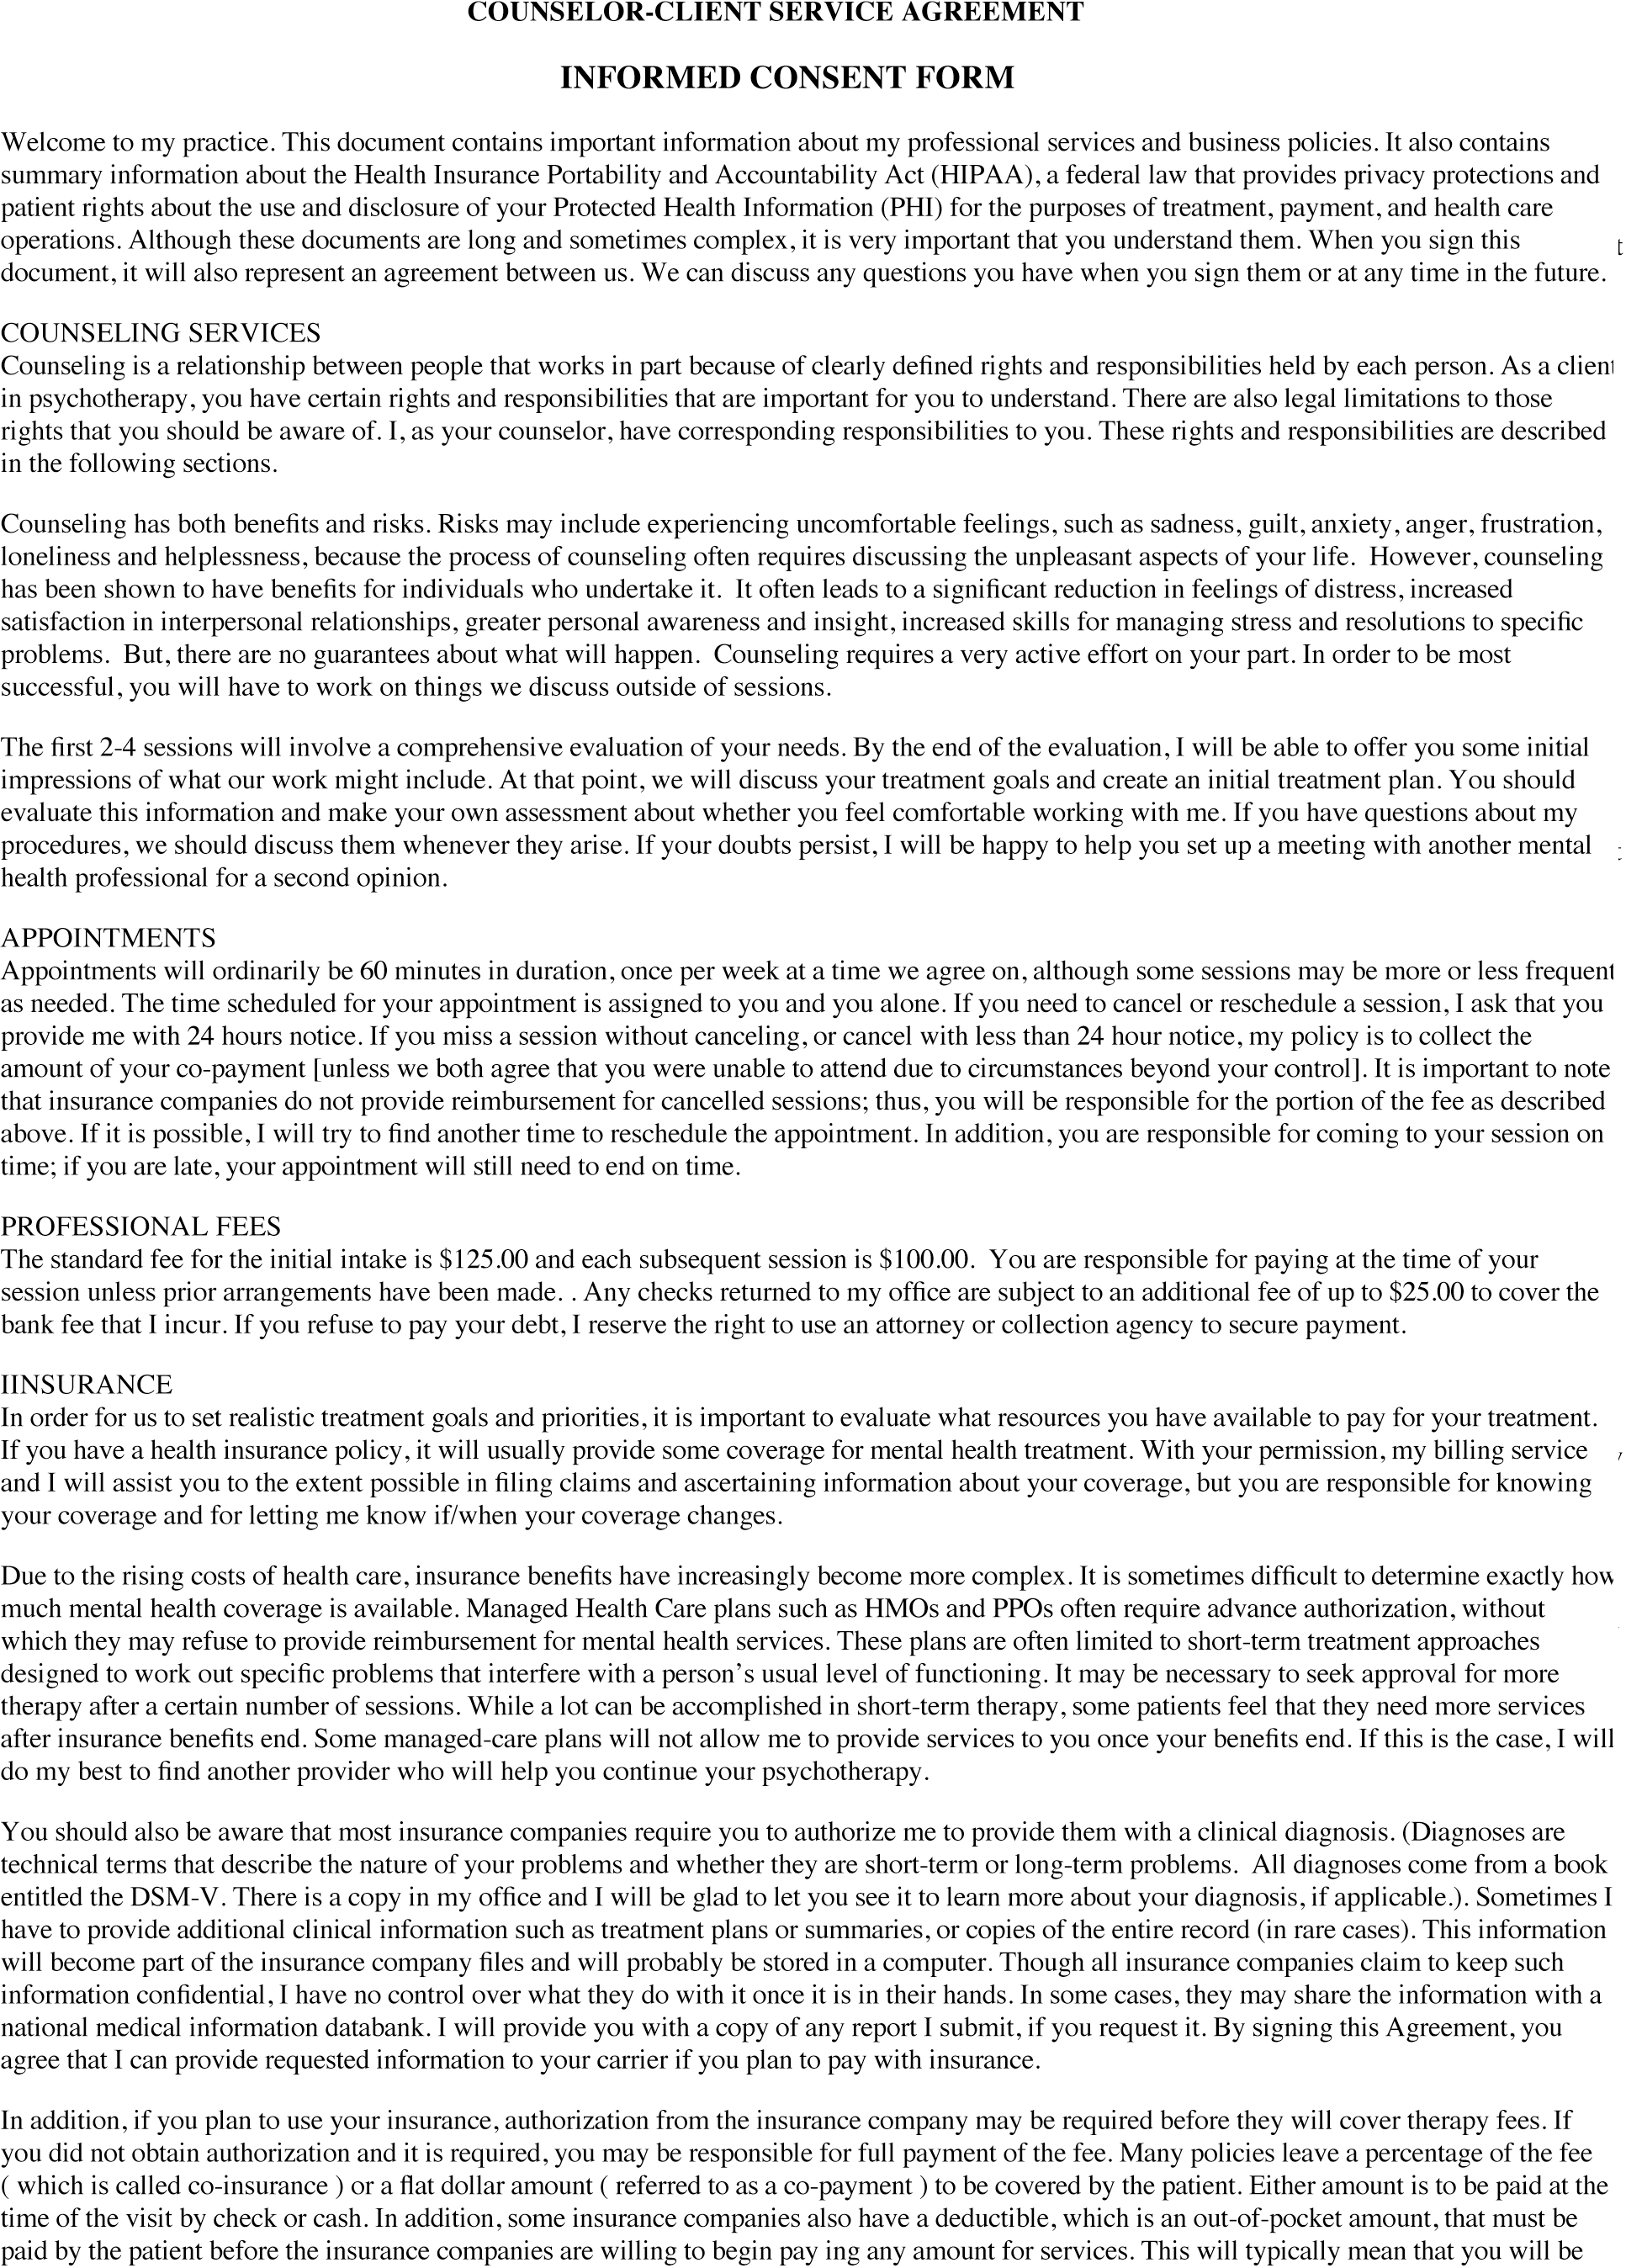 COUNSELOR-CLIENT SERVICE AGREEMENT
INFORMED CONSENT FORM
Welcome to my practice. This document contains important information about my professional services and business policies. It also contains
summary information about the Health Insurance Portability and Accountability Act (HIPAA), a federal law that provides privacy protections and
patient rights about the use and disclosure of your Protected Health Information (PHI) for the purposes of treatment, payment, and health care
operations. Although these documents are long and sometimes complex, it is very important that you understand them. When you sign this
document, it will also represent an agreement between us. We can discuss any questions you have when you sign them or at any time in the future.
COUNSELING SERVICES
Counseling is a relationship between people that works in part because of clearly defined rights and responsibilities held by each person. As a client
in psychotherapy, you have certain rights and responsibilities that are important for you to understand. There are also legal limitations to those
rights that you should be aware of. I, as your counselor, have corresponding responsibilities to you. These rights and responsibilities are described
in the following sections.
Counseling has both benefits and risks. Risks may include experiencing uncomfortable feelings, such as sadness, guilt, anxiety, anger, frustration,
loneliness and helplessness, because the process of counseling often requires discussing the unpleasant aspects of your life.  However, counseling
has been shown to have benefits for individuals who undertake it.  It often leads to a significant reduction in feelings of distress, increased
satisfaction in interpersonal relationships, greater personal awareness and insight, increased skills for managing stress and resolutions to specific
problems.  But, there are no guarantees about what will happen.  Counseling requires a very active effort on your part. In order to be most
successful, you will have to work on things we discuss outside of sessions.
The first 2-4 sessions will involve a comprehensive evaluation of your needs. By the end of the evaluation, I will be able to offer you some initial
impressions of what our work might include. At that point, we will discuss your treatment goals and create an initial treatment plan. You should
evaluate this information and make your own assessment about whether you feel comfortable working with me. If you have questions about my
procedures, we should discuss them whenever they arise. If your doubts persist, I will be happy to help you set up a meeting with another mental
health professional for a second opinion.
APPOINTMENTS
Appointments will ordinarily be 60 minutes in duration, once per week at a time we agree on, although some sessions may be more or less frequent
as needed. The time scheduled for your appointment is assigned to you and you alone. If you need to cancel or reschedule a session, I ask that you
provide me with 24 hours notice. If you miss a session without canceling, or cancel with less than 24 hour notice, my policy is to collect the
amount of your co-payment [unless we both agree that you were unable to attend due to circumstances beyond your control]. It is important to note
that insurance companies do not provide reimbursement for cancelled sessions; thus, you will be responsible for the portion of the fee as described
above. If it is possible, I will try to find another time to reschedule the appointment. In addition, you are responsible for coming to your session on
time; if you are late, your appointment will still need to end on time.
PROFESSIONAL FEES
The standard fee for the initial intake is $125.00 and each subsequent session is $100.00.  You are responsible for paying at the time of your
session unless prior arrangements have been made. . Any checks returned to my office are subject to an additional fee of up to $25.00 to cover the
bank fee that I incur. If you refuse to pay your debt, I reserve the right to use an attorney or collection agency to secure payment.
IINSURANCE
In order for us to set realistic treatment goals and priorities, it is important to evaluate what resources you have available to pay for your treatment.
If you have a health insurance policy, it will usually provide some coverage for mental health treatment. With your permission, my billing service
and I will assist you to the extent possible in filing claims and ascertaining information about your coverage, but you are responsible for knowing
your coverage and for letting me know if/when your coverage changes.
Due to the rising costs of health care, insurance benefits have increasingly become more complex. It is sometimes difficult to determine exactly how
much mental health coverage is available. Managed Health Care plans such as HMOs and PPOs often require advance authorization, without
which they may refuse to provide reimbursement for mental health services. These plans are often limited to short-term treatment approaches
designed to work out specific problems that interfere with a person’s usual level of functioning. It may be necessary to seek approval for more
therapy after a certain number of sessions. While a lot can be accomplished in short-term therapy, some patients feel that they need more services
after insurance benefits end. Some managed-care plans will not allow me to provide services to you once your benefits end. If this is the case, I will
do my best to find another provider who will help you continue your psychotherapy.
You should also be aware that most insurance companies require you to authorize me to provide them with a clinical diagnosis. (Diagnoses are
technical terms that describe the nature of your problems and whether they are short-term or long-term problems.  All diagnoses come from a book
entitled the DSM-V. There is a copy in my office and I will be glad to let you see it to learn more about your diagnosis, if applicable.). Sometimes I
have to provide additional clinical information such as treatment plans or summaries, or copies of the entire record (in rare cases). This information
will become part of the insurance company files and will probably be stored in a computer. Though all insurance companies claim to keep such
information confidential, I have no control over what they do with it once it is in their hands. In some cases, they may share the information with a
national medical information databank. I will provide you with a copy of any report I submit, if you request it. By signing this Agreement, you
agree that I can provide requested information to your carrier if you plan to pay with insurance.
In addition, if you plan to use your insurance, authorization from the insurance company may be required before they will cover therapy fees. If
you did not obtain authorization and it is required, you may be responsible for full payment of the fee. Many policies leave a percentage of the fee
( which is called co-insurance ) or a flat dollar amount ( referred to as a co-payment ) to be covered by the patient. Either amount is to be paid at the
time of the visit by check or cash. In addition, some insurance companies also have a deductible, which is an out-of-pocket amount, that must be
paid by the patient before the insurance companies are willing to begin pay ing any amount for services. This will typically mean that you will be